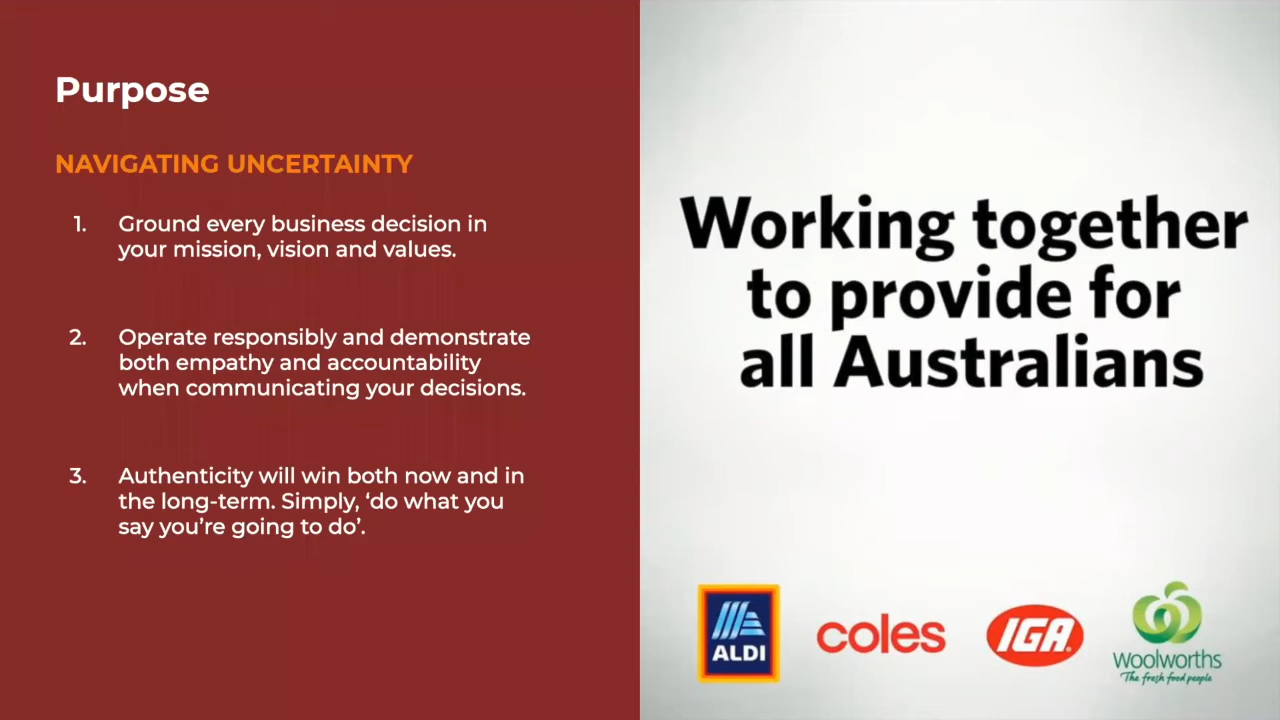 Purpose
NAVIGATING UNCERTAINTY
1. Ground every business decision in
your mission, vision and values.
2. Operate responsibly and demonstrate
both empathy and accountability
when communicating your decisions.
3. Authenticity will win both now and in
the long-term. Simply, ‘do what you
say you’re going to do’.
Working together
to provide for
all Australians
ALDI
coles
IGA
Woolworths
The fresh food people